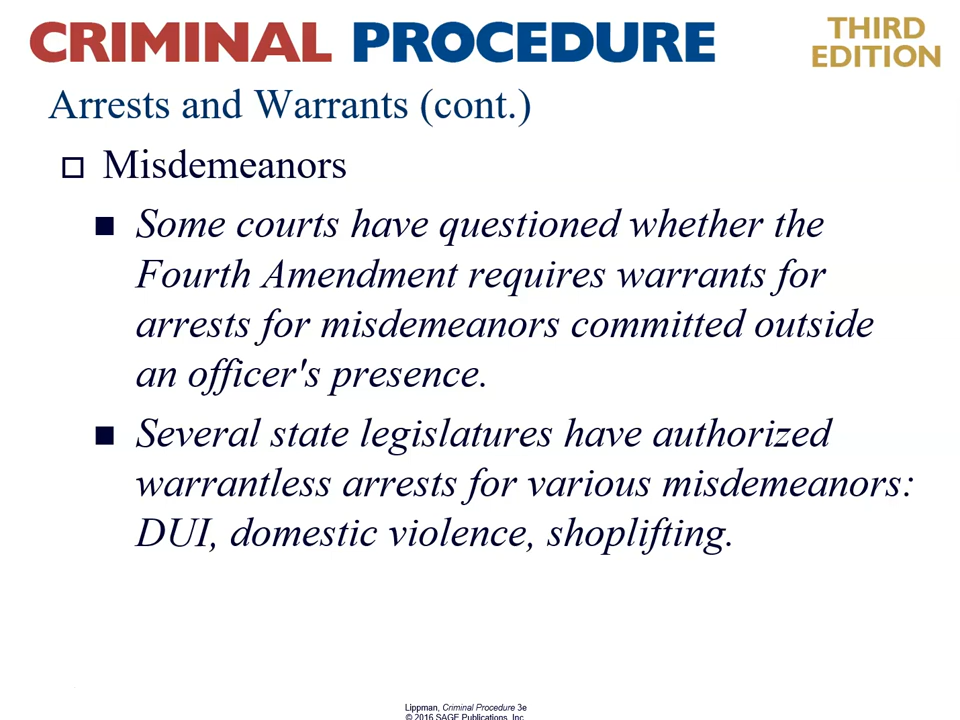 CRIMINAL PROCEDURE
THIRD
EDITION
Arrests and Warrants (cont.)
Misdemeanors
Some courts have questioned whether the
Fourth Amendment requires warrants for
arrests for misdemeanors committed outside
an officer's presence.
Several state legislatures have authorized
warrantless arrests for various misdemeanors:
DUI, domestic violence, shoplifting.
Lippman, Criminal Procedure 3e
© 2016 SAGE Publications, Inc.